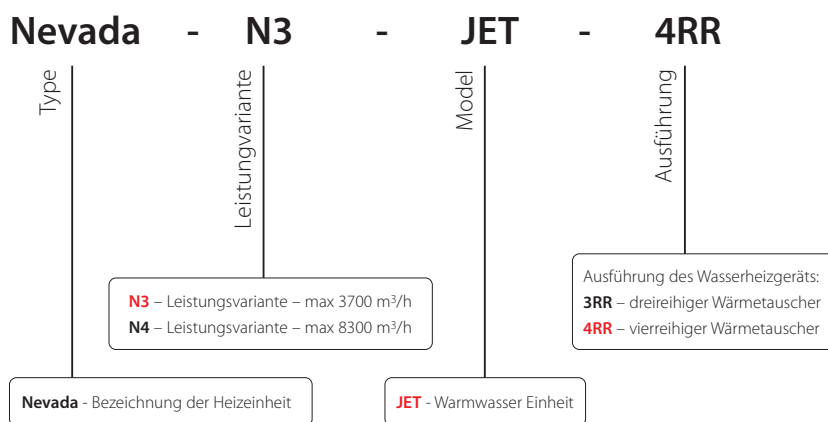 Nevada - N3 - JET - 4RR
Type
Leistungvariante
Model
Ausführung
N3 – Leistungsvariante – max 3700 m³/h
N4 – Leistungsvariante – max 8300 m³/h
Ausführung des Wasserheizgeräts:
3RR – dreireihiger Wärmetauscher
4RR – vierreihiger Wärmetauscher
Nevada - Bezeichnung der Heizeinheit
JET - Warmwasser Einheit